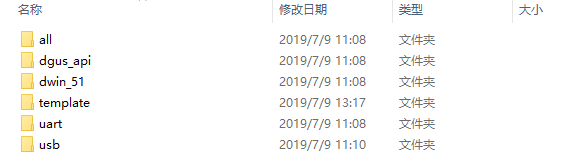 名称 修改日期 类型 大小
all 2019/7/9 11:08 文件夹
dgus_api 2019/7/9 11:08 文件夹
dwin_51 2019/7/9 11:08 文件夹
template 2019/7/9 13:17 文件夹
uart 2019/7/9 11:08 文件夹
usb 2019/7/9 11:10 文件夹